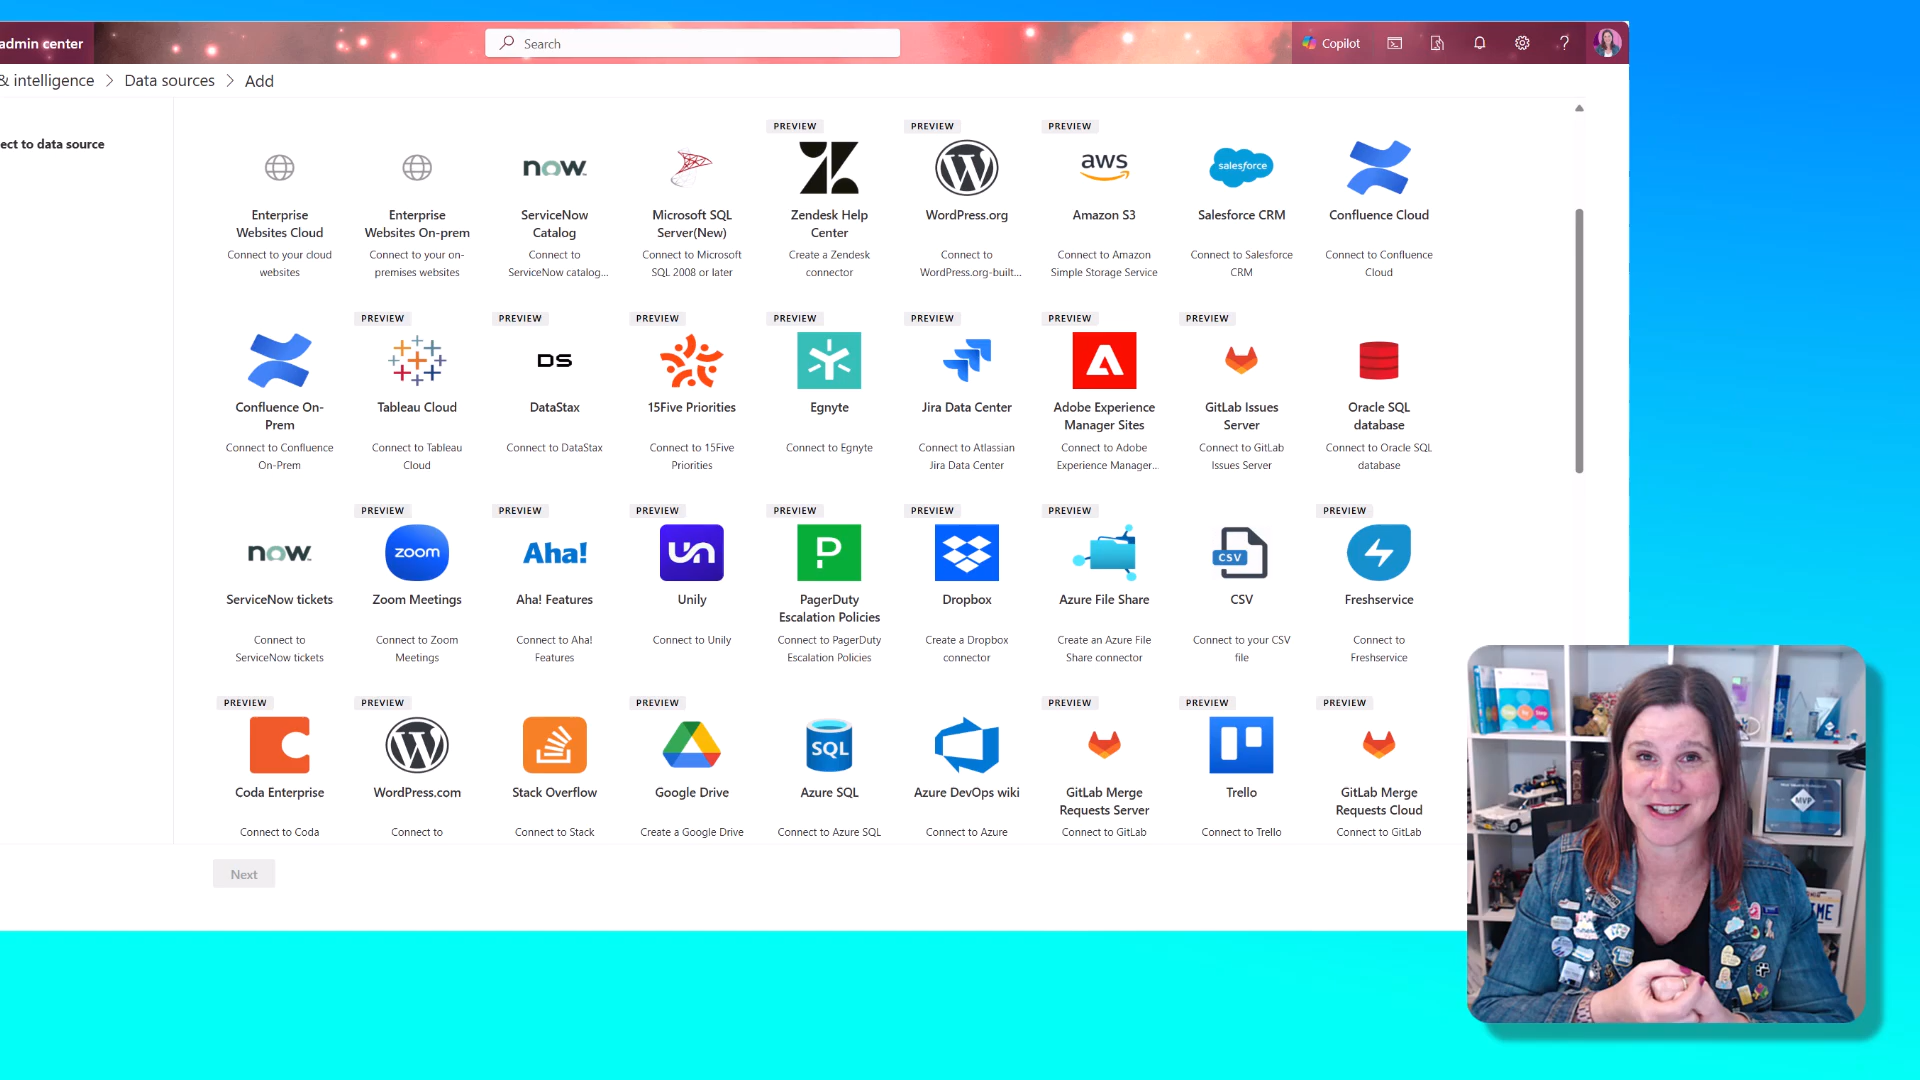 admin center
Search
Copilot
?
& intelligence > Data sources > Add
ect to data source
PREVIEW
PREVIEW
PREVIEW
now.
aws
salesforce
Enterprise
Websites Cloud
Connect to your cloud
websites
Enterprise
Websites On-prem
Connect to your on-
premises websites
ServiceNow
Catalog
Connect to
ServiceNow catalog...
Microsoft SQL
Server(New)
Connect to Microsoft
SQL 2008 or later
Zendesk Help
Center
Create a Zendesk
connector
WordPress.org
Connect to
WordPress.org-built...
Amazon S3
Connect to Amazon
Simple Storage Service
Salesforce CRM
Connect to Salesforce
CRM
Confluence Cloud
Connect to Confluence
Cloud
PREVIEW
PREVIEW
PREVIEW
PREVIEW
PREVIEW
PREVIEW
PREVIEW
DS
Confluence On-
Prem
Connect to Confluence
On-Prem
Tableau Cloud
Connect to Tableau
Cloud
DataStax
Connect to DataStax
15Five Priorities
Connect to 15Five
Priorities
Egnyte
Connect to Egnyte
Jira Data Center
Connect to Atlassian
Jira Data Center
Adobe Experience
Manager Sites
Connect to Adobe
Experience Manager...
GitLab Issues
Server
Connect to GitLab
Issues Server
Oracle SQL
database
Connect to Oracle SQL
database
PREVIEW
PREVIEW
PREVIEW
PREVIEW
PREVIEW
PREVIEW
PREVIEW
now.
zoom
Aha!
un
P
CSV
ServiceNow tickets
Connect to
ServiceNow tickets
Zoom Meetings
Connect to Zoom
Meetings
Aha! Features
Connect to Aha!
Features
Unily
Connect to Unily
PagerDuty
Escalation Policies
Connect to PagerDuty
Escalation Policies
Dropbox
Create a Dropbox
connector
Azure File Share
Create an Azure File
Share connector
CSV
Connect to your CSV
file
Freshservice
Connect to
Freshservice
PREVIEW
PREVIEW
PREVIEW
PREVIEW
PREVIEW
PREVIEW
SQL
Coda Enterprise
Connect to Coda
WordPress.com
Connect to
Stack Overflow
Connect to Stack
Google Drive
Create a Google Drive
Azure SQL
Connect to Azure SQL
Azure DevOps wiki
Connect to Azure
GitLab Merge
Requests Server
Connect to GitLab
Trello
Connect to Trello
GitLab Merge
Requests Cloud
Connect to GitLab
Next
MVP
ME